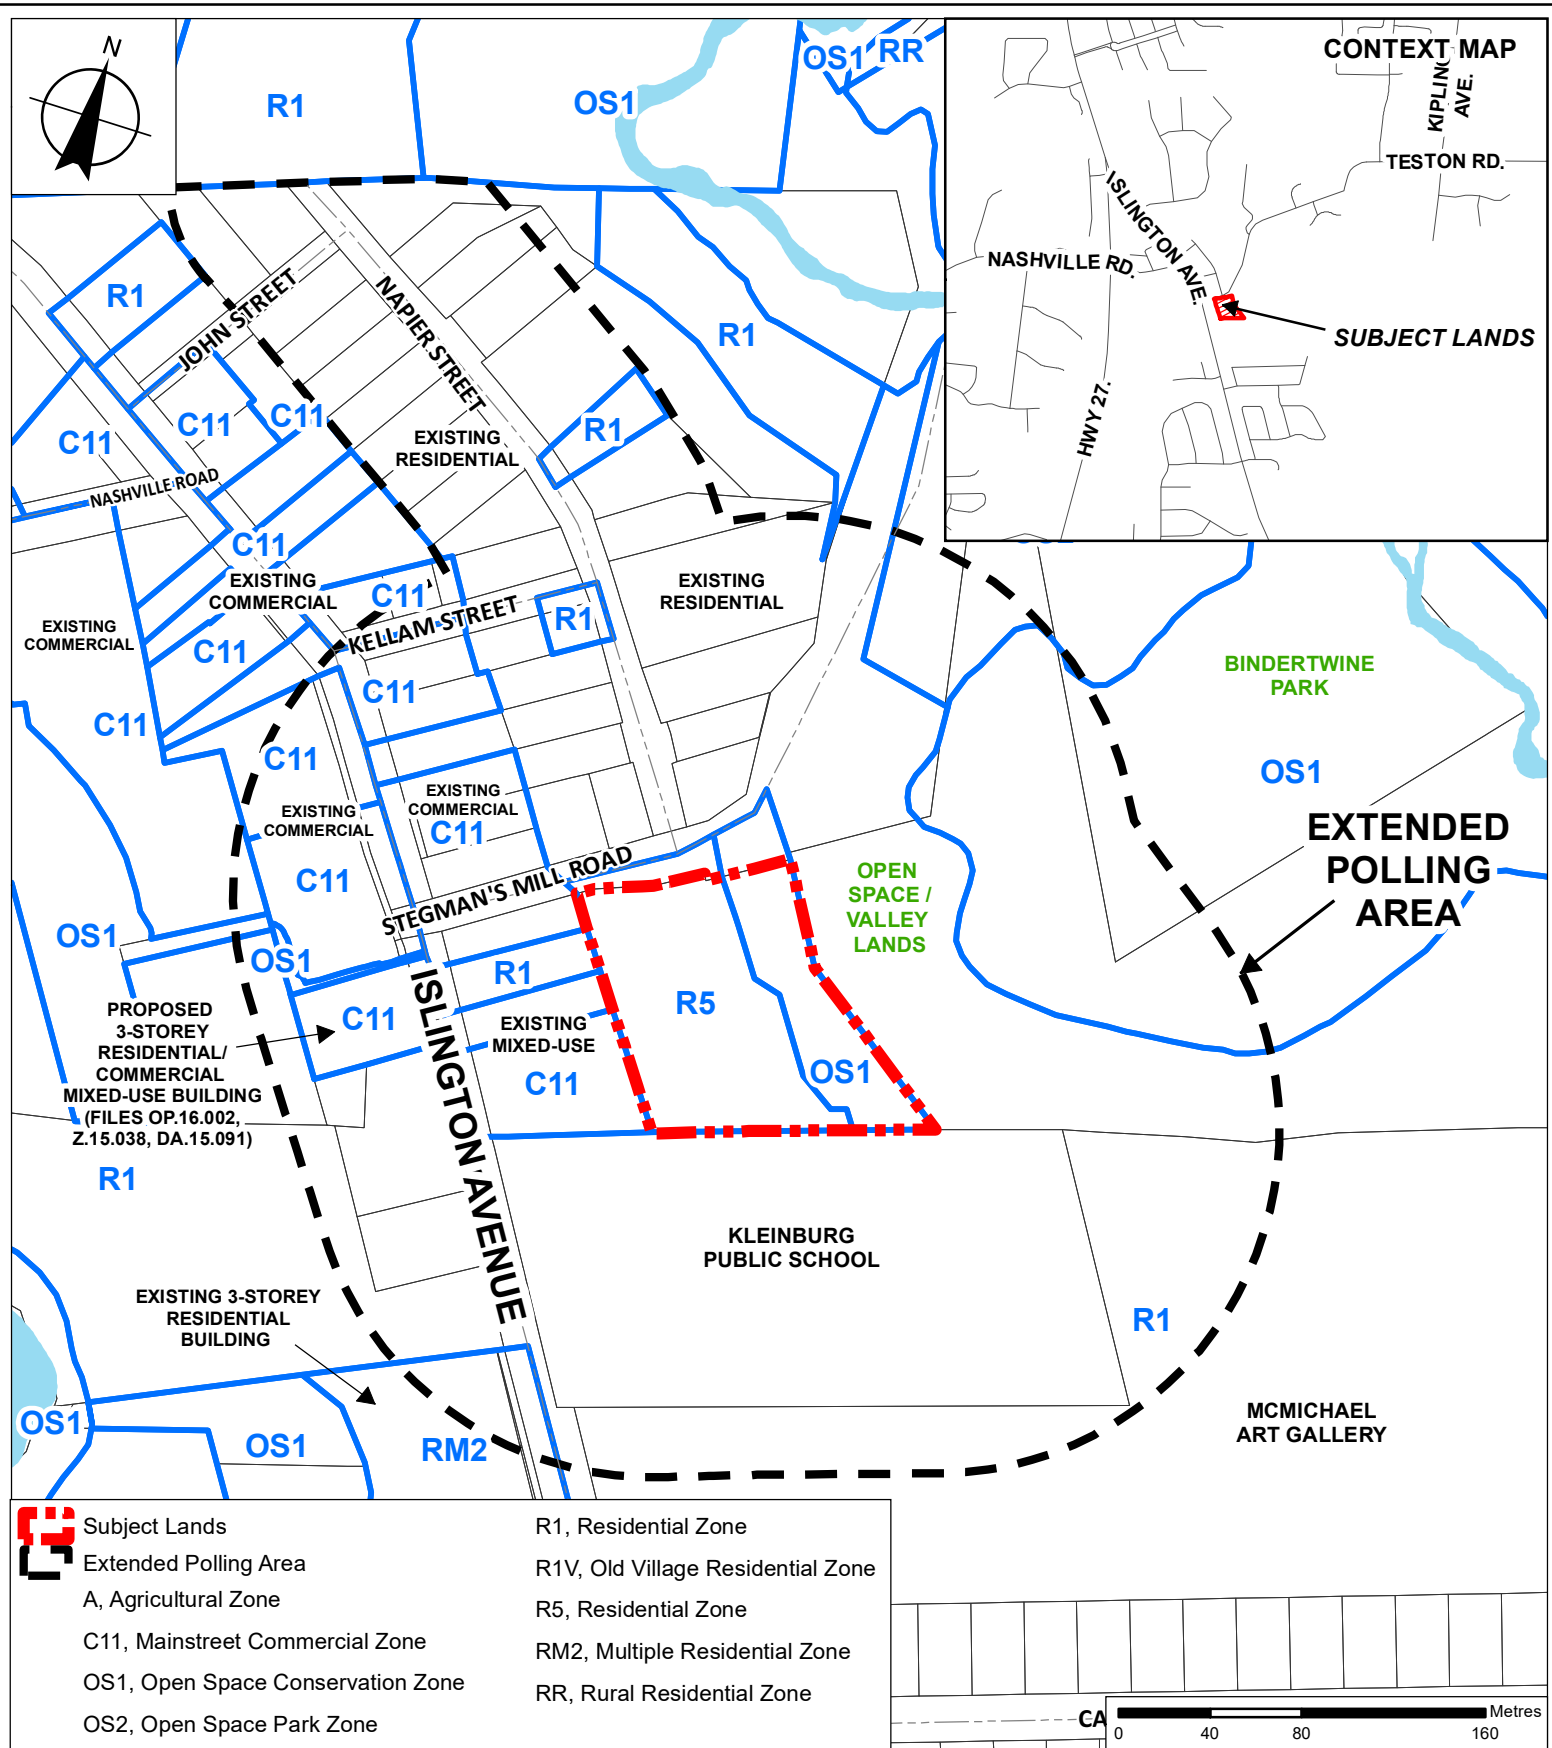 N
R1
OS1
OS1
RR
CONTEXT MAP
KIPLING
AVE.
TESTON RD.
ISLINGTON AVE.
NASHVILLE RD.
SUBJECT LANDS
HWY 27.
R1
JOHN STREET
NAPIER STREET
R1
C11
C11
C11
EXISTING
RESIDENTIAL
R1
NASHVILLE ROAD
C11
EXISTING
COMMERCIAL
C11
KELLAM STREET
R1
EXISTING
RESIDENTIAL
EXISTING
COMMERCIAL
C11
C11
BINDERTWINE
PARK
C11
C11
OS1
EXISTING
COMMERCIAL
EXISTING
COMMERCIAL
C11
EXTENDED
POLLING
AREA
C11
STEGMAN'S MILL ROAD
OPEN
SPACE /
VALLEY
LANDS
OS1
OS1
R1
C11
R5
PROPOSED
3-STOREY
RESIDENTIAL/
COMMERCIAL
MIXED-USE BUILDING
(FILES OP.16.002,
Z.15.038, DA.15.091)
EXISTING
MIXED-USE
C11
OS1
ISLINGTON AVENUE
R1
KLEINBURG
PUBLIC SCHOOL
EXISTING 3-STOREY
RESIDENTIAL
BUILDING
R1
MCMICHAEL
ART GALLERY
OS1
OS1
RM2
Subject Lands
Extended Polling Area
A, Agricultural Zone
C11, Mainstreet Commercial Zone
OS1, Open Space Conservation Zone
OS2, Open Space Park Zone
R1, Residential Zone
R1V, Old Village Residential Zone
R5, Residential Zone
RM2, Multiple Residential Zone
RR, Rural Residential Zone
CA
Metres
0 40 80 160